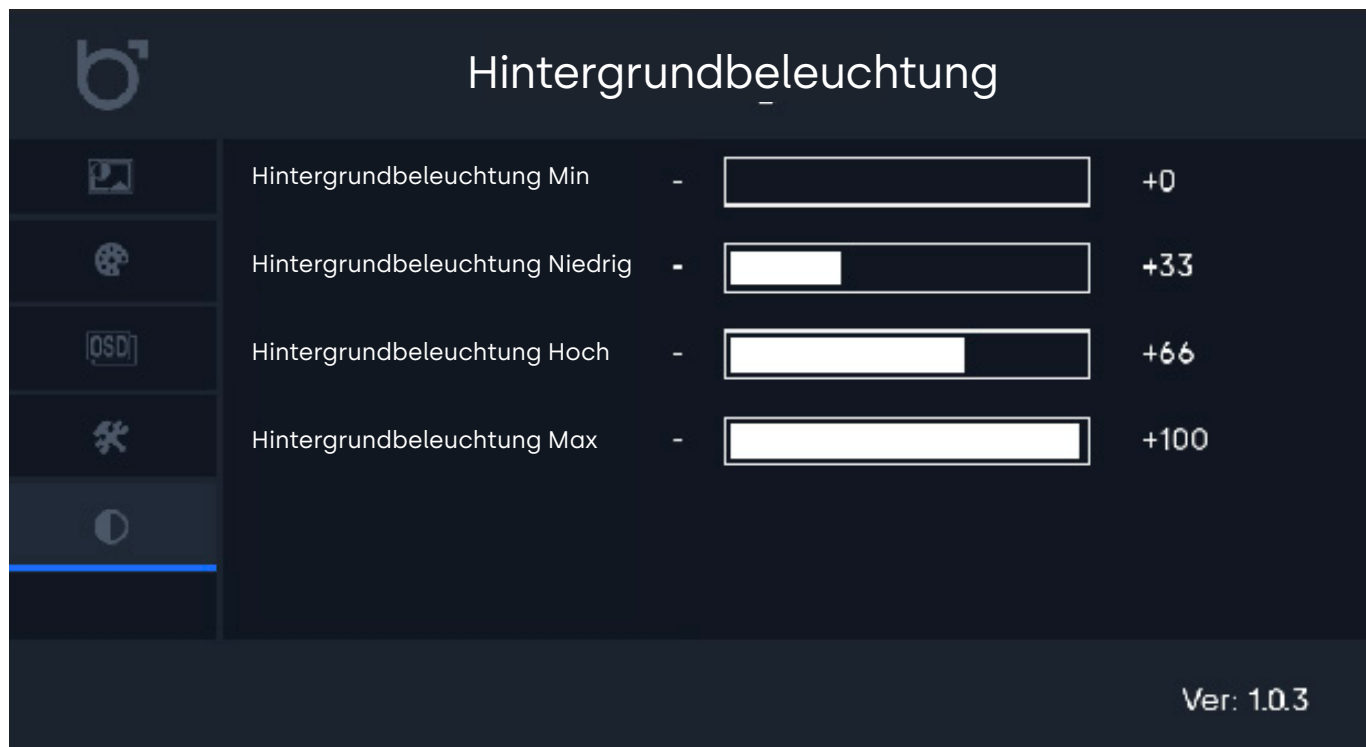 Hintergrundbeleuchtung
Hintergrundbeleuchtung Min - +0
Hintergrundbeleuchtung Niedrig - +33
OSD
Hintergrundbeleuchtung Hoch - +66
Hintergrundbeleuchtung Max - +100
Ver: 1.0.3